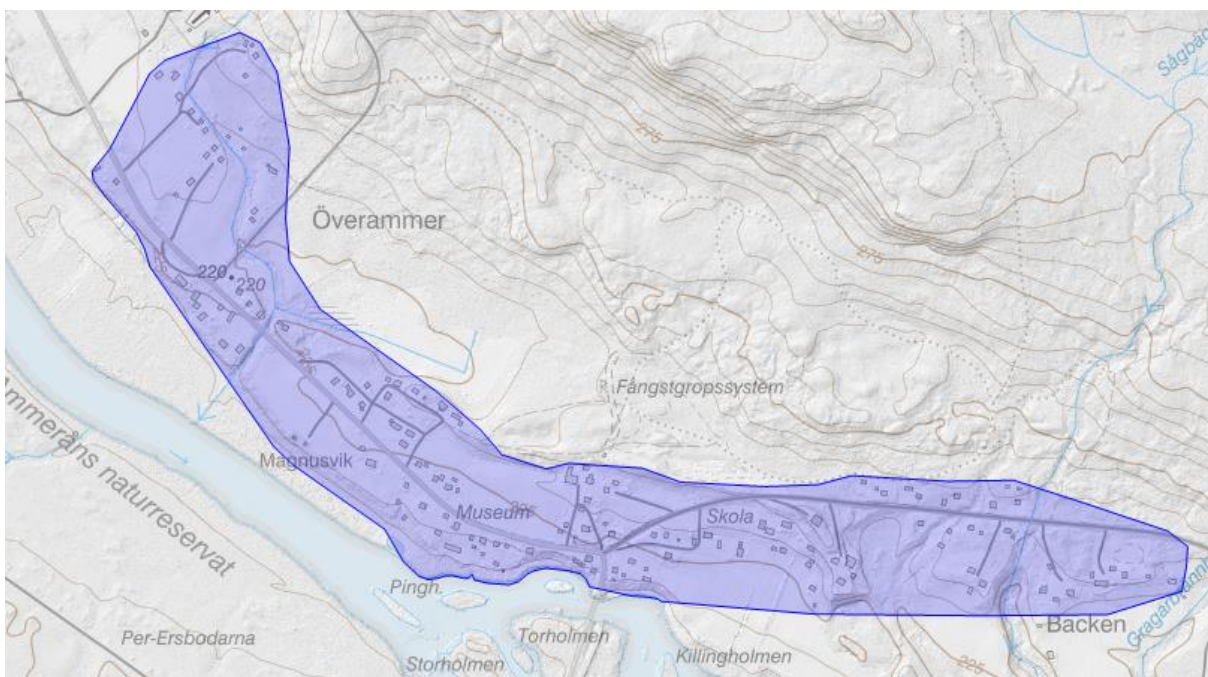 Sågbäc
275
Överammer
220
220
275
Fångstgropssystem
Ammeråns naturreservat
Magnusvik
Museum
Skola
Pingh.
Backen
Per-Ersbodarna
Torholmen
Storholmen
Killingholmen
225